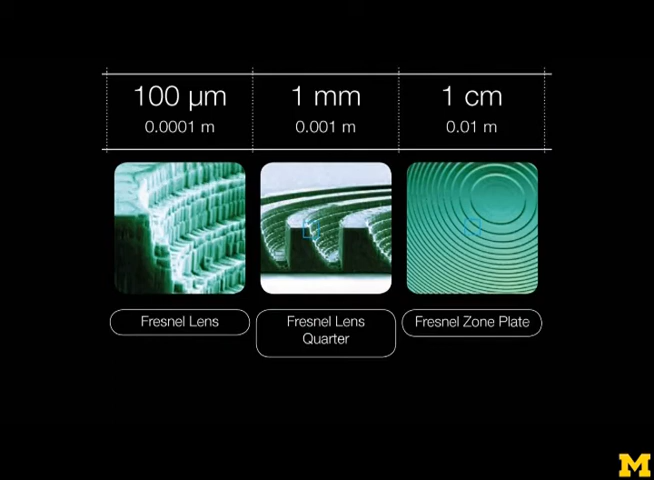 100 µm
1 mm
1 cm
0.0001 m
0.001 m
0.01 m
Fresnel Lens
Fresnel Lens
Quarter
Fresnel Zone Plate
M